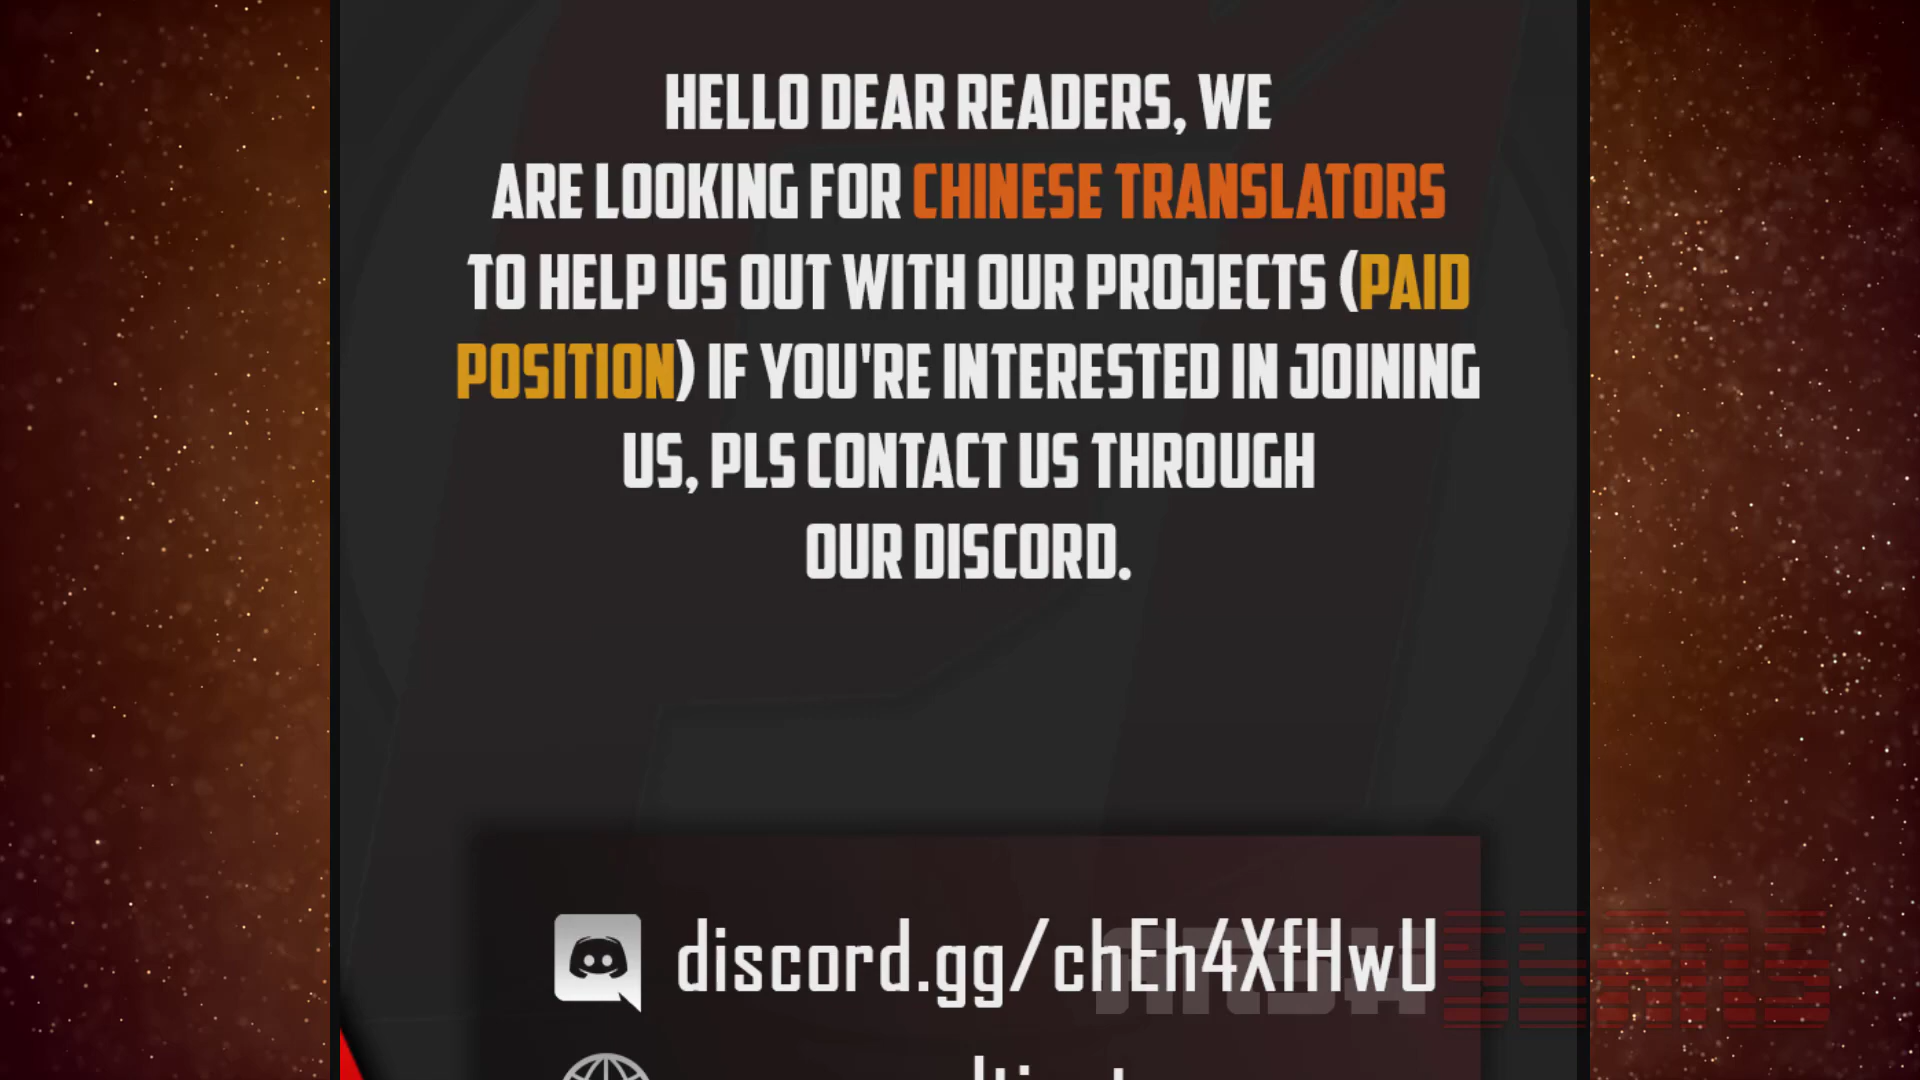 HELLO DEAR READERS, WE
ARE LOOKING FOR CHINESE TRANSLATORS
TO HELP US OUT WITH OUR PROJECTS (PAID
POSITION) IF YOU'RE INTERESTED IN JOINING
US, PLS CONTACT US THROUGH
OUR DISCORD.
discord.gg/chEh4XfHwU